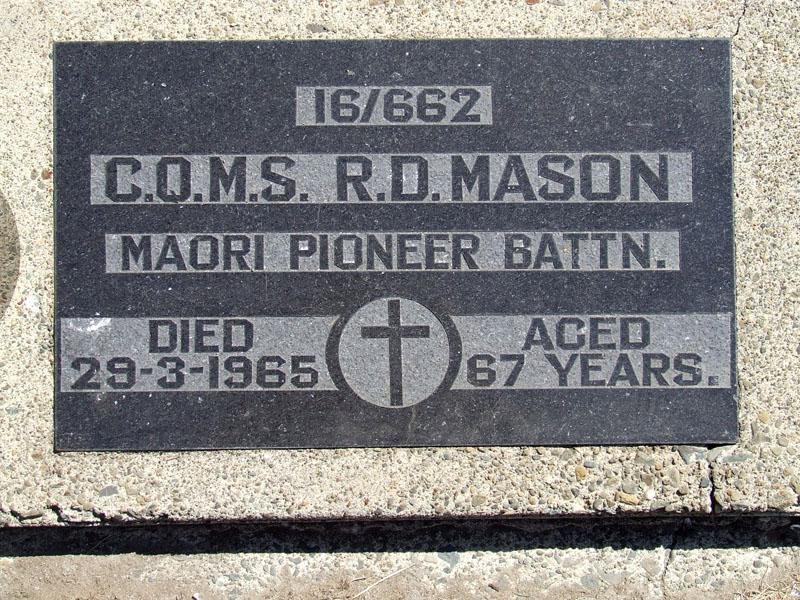 16/662
C.Q.M.S. R.D. MASON
MAORI PIONEER BATTN.
DIED
29-3-1965
AGED
67 YEARS.